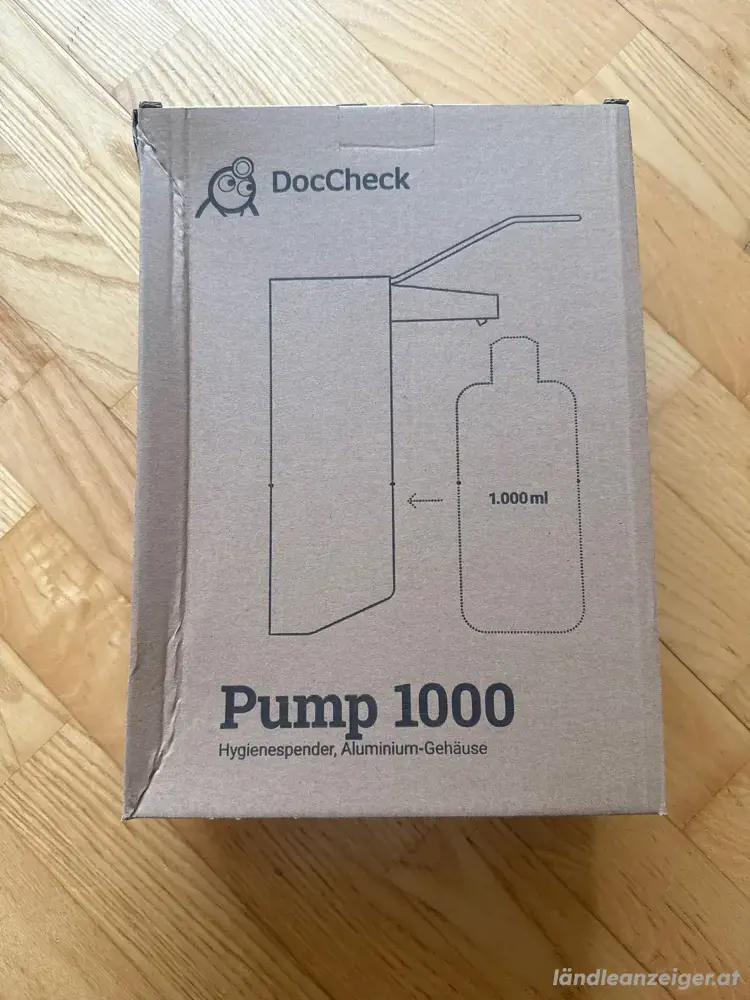 DocCheck
1.000 ml
Pump 1000
Hygienespender, Aluminium-Gehäuse
ländleanzeiger.at